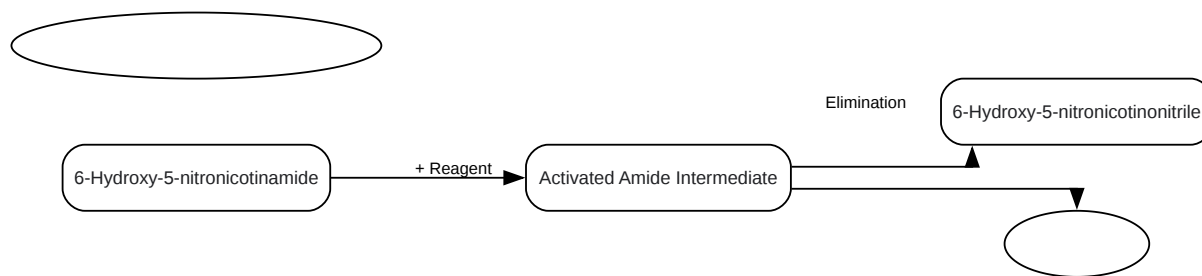 Elimination
6-Hydroxy-5-nitronicotinonitrile
6-Hydroxy-5-nitronicotinamide
+ Reagent
Activated Amide Intermediate